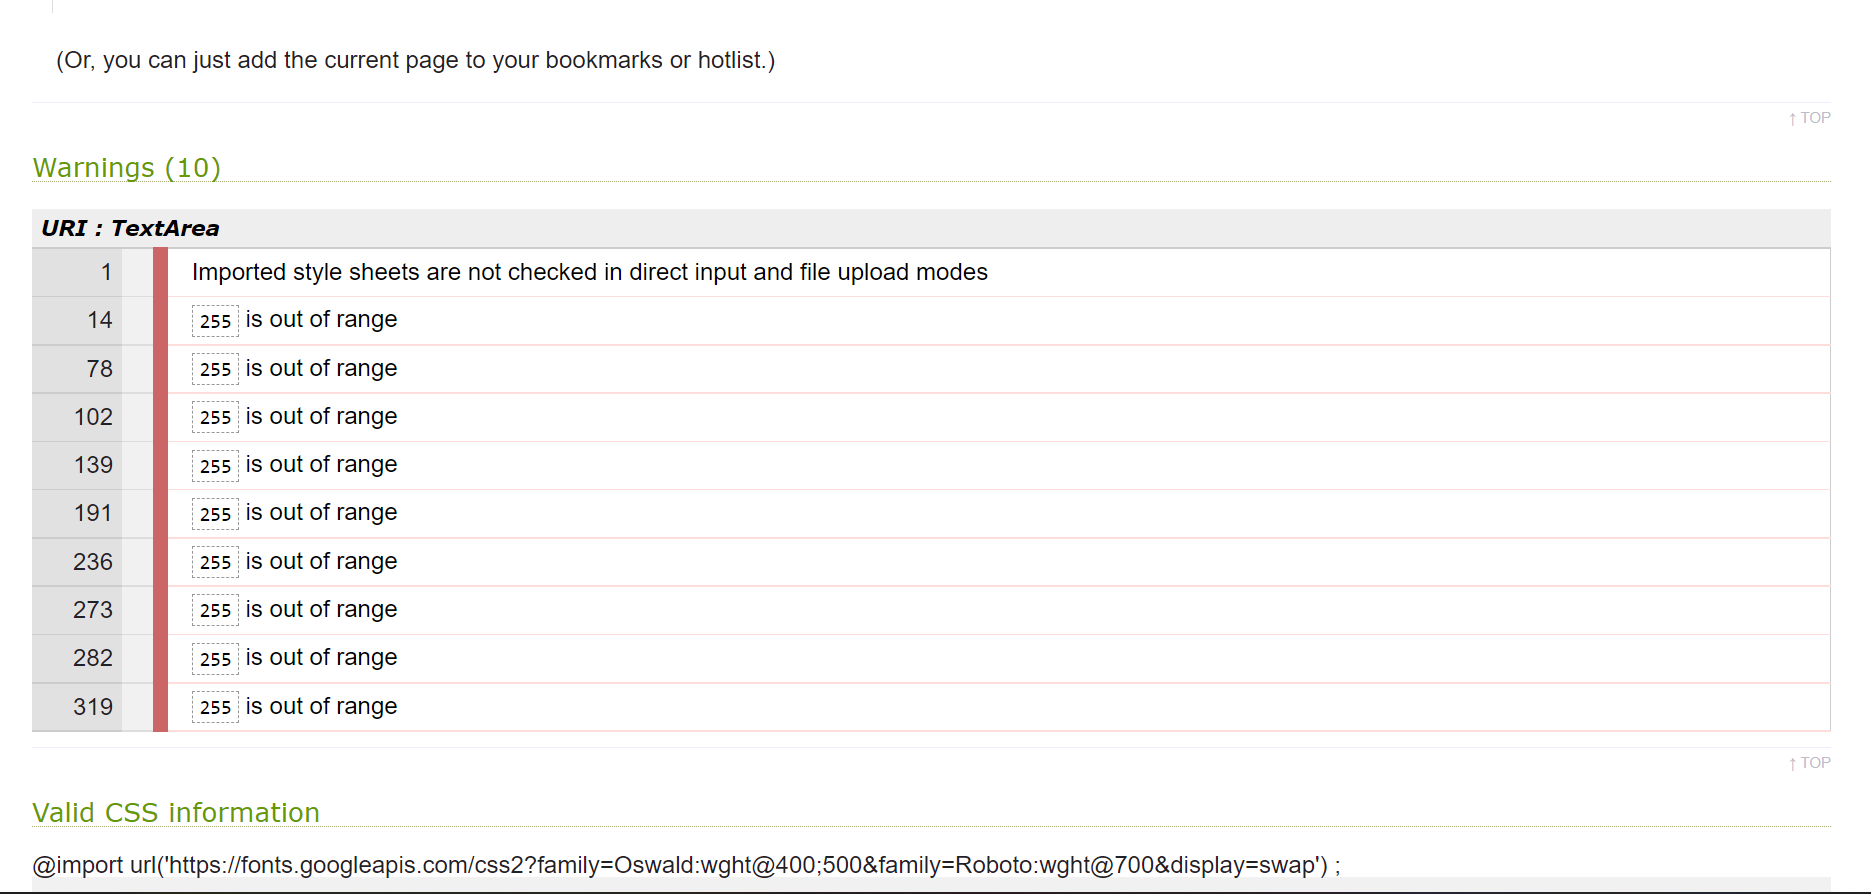 (Or, you can just add the current page to your bookmarks or hotlist.)
↑ TOP
Warnings (10)
URI : TextArea
1 Imported style sheets are not checked in direct input and file upload modes
14 255 is out of range
78 255 is out of range
102 255 is out of range
139 255 is out of range
191 255 is out of range
236 255 is out of range
273 255 is out of range
282 255 is out of range
319 255 is out of range
↑ TOP
Valid CSS information
@import url('https://fonts.googleapis.com/css2?family=Oswald:wght@400;500&family=Roboto:wght@700&display=swap') ;